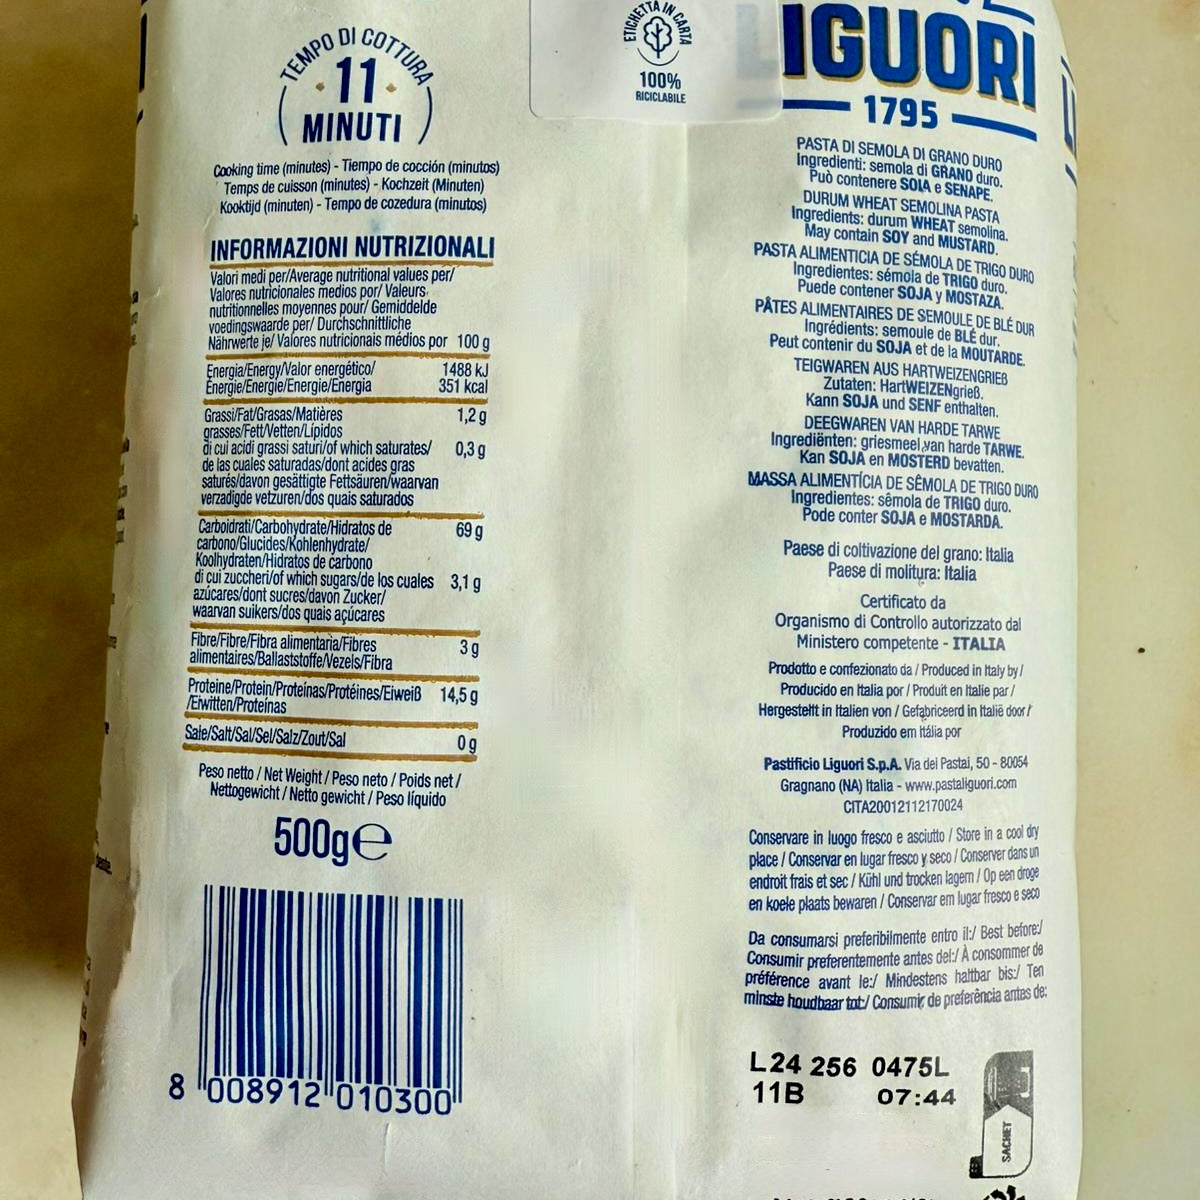 TEMPO DI COTTURA
11
MINUTI
Cooking time (minutes) - Tiempo de cocción (minutos)
Temps de cuisson (minutes) - Kochzeit (Minuten)
Kooktijd (minuten) - Tempo de cozedura (minutos)
INFORMAZIONI NUTRIZIONALI
Valori medi per/Average nutritional values per/
Valores nutricionales medios por/ Valeurs
nutritionnelles moyennes pour/ Gemiddelde
voedingswaarde per/ Durchschnittliche
Nährwerte je/ Valores nutricionais médios por 100 g
Energia/Energy/Valor energético/ 1488 kJ
Énergie/Energie/Energie/Energia 351 kcal
Grassi/Fat/Grasas/Matières 1,2 g
grasses/Fett/Vetten/Lípidos
di cui acidi grassi saturi/of which saturates/ 0,3 g
de las cuales saturadas/dont acides gras
saturés/davon gesättigte Fettsäuren/waarvan
verzadigde vetzuren/dos quais saturados
Carboidrati/Carbohydrate/Hidratos de 69 g
carbono/Glucides/Kohlenhydrate/
Koolhydraten/Hidratos de carbono
di cui zuccheri/of which sugars/de los cuales 3,1 g
azúcares/dont sucres/davon Zucker/
waarvan suikers/dos quais açúcares
Fibre/Fibre/Fibra alimentaria/Fibres 3 g
alimentaires/Ballaststoffe/Vezels/Fibra
Proteine/Protein/Proteínas/Protéines/Eiweiß 14,5 g
/Eiwitten/Proteínas
Sale/Salt/Sal/Sel/Salz/Zout/Sal 0 g
Peso netto / Net Weight / Peso neto / Poids net /
Nettogewicht / Netto gewicht / Peso líquido
500g℮
8 008912 010300
ETICHETTA IN CARTA
100%
RICICLABILE
LIGUORI
1795
PASTA DI SEMOLA DI GRANO DURO
Ingredienti: semola di GRANO duro.
Può contenere SOIA e SENAPE.
DURUM WHEAT SEMOLINA PASTA
Ingredients: durum WHEAT semolina.
May contain SOY and MUSTARD.
PASTA ALIMENTICIA DE SÉMOLA DE TRIGO DURO
Ingredientes: sémola de TRIGO duro.
Puede contener SOJA y MOSTAZA.
PÂTES ALIMENTAIRES DE SEMOULE DE BLÉ DUR
Ingrédients: semoule de BLÉ dur.
Peut contenir du SOJA et de la MOUTARDE.
TEIGWAREN AUS HARTWEIZENGRIEß
Zutaten: HartWEIZENgrieß.
Kann SOJA und SENF enthalten.
DEEGWAREN VAN HARDE TARWE
Ingrediënten: griesmeel van harde TARWE.
Kan SOJA en MOSTERD bevatten.
MASSA ALIMENTÍCIA DE SÊMOLA DE TRIGO DURO
Ingredientes: sêmola de TRIGO duro.
Pode conter SOJA e MOSTARDA.
Paese di coltivazione del grano: Italia
Paese di molitura: Italia
Certificato da
Organismo di Controllo autorizzato dal
Ministero competente - ITALIA
Prodotto e confezionato da / Produced in Italy by /
Producido en Italia por / Produit en Italie par /
Hergestellt in Italien von / Gefabriceerd in Italië door /
Produzido em Itália por
Pastificio Liguori S.p.A. Via dei Pastai, 50 - 80054
Gragnano (NA) Italia - www.pastaliguori.com
CITA20012112170024
Conservare in luogo fresco e asciutto / Store in a cool dry
place / Conservar en lugar fresco y seco / Conserver dans un
endroit frais et sec / Kühl und trocken lagern / Op een droge
en koele plaats bewaren / Conservar em lugar fresco e seco
Da consumarsi preferibilmente entro il:/ Best before:/
Consumir preferentemente antes del:/ À consommer de
préférence avant le:/ Mindestens haltbar bis:/ Ten
minste houdbaar tot:/ Consumir de preferência antes de:
L24 256 0475L
11B 07:44
SACHET